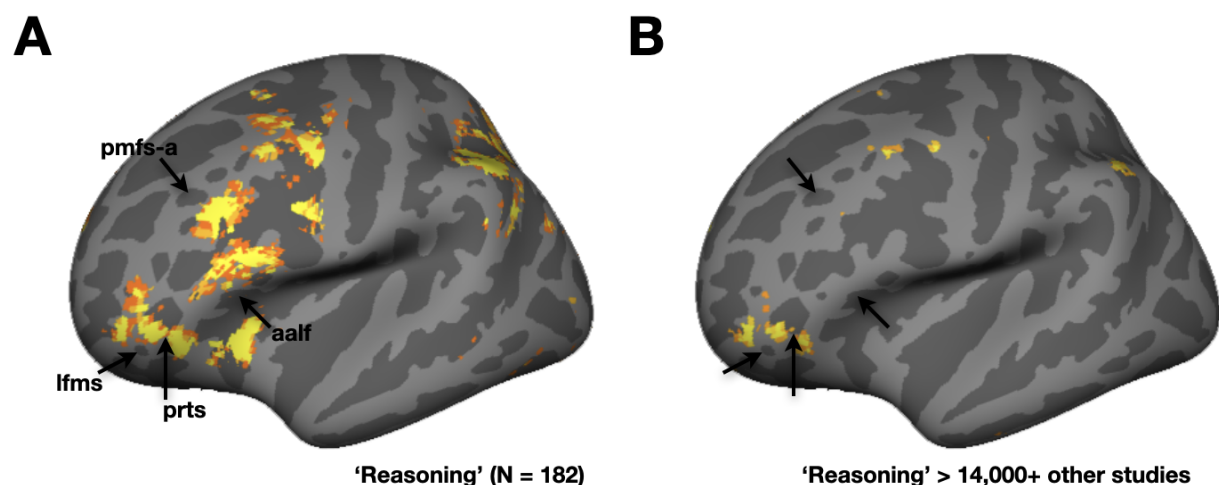 A
B
pmfs-a
aalf
lfms
prts
‘Reasoning’ (N = 182)
‘Reasoning’ > 14,000+ other studies